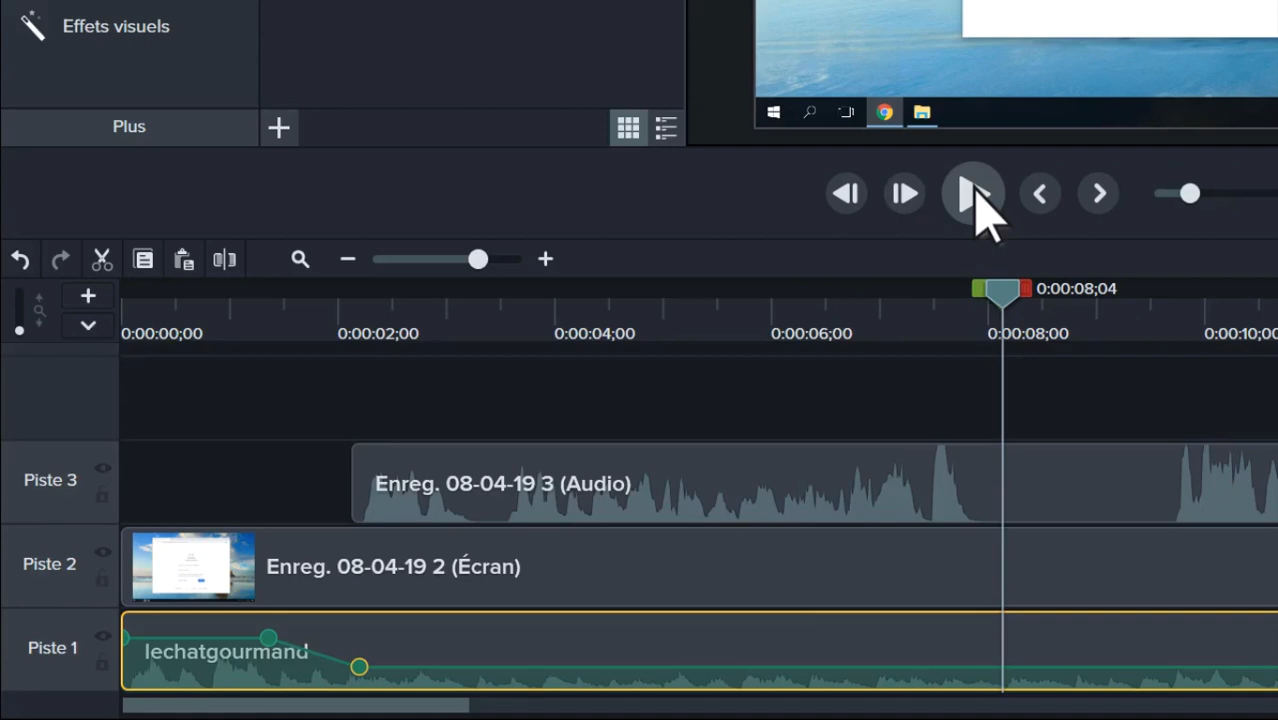 Effets visuels
Plus
0:00:08;04
0:00:00;00 0:00:02;00 0:00:04;00 0:00:06;00 0:00:08;00 0:00:10;00
Piste 3
Enreg. 08-04-19 3 (Audio)
Piste 2
Enreg. 08-04-19 2 (Écran)
Piste 1
lechatgourmand